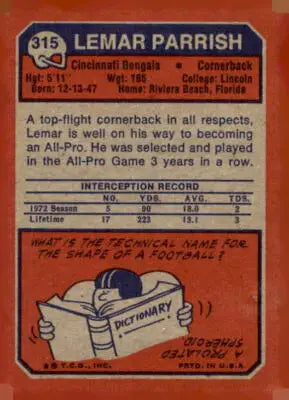 315 LEMAR PARRISH
Cincinnati Bengals • Cornerback
Hgt: 5'11" Wgt: 185 College: Lincoln
Born: 12-13-47 Home: Riviera Beach, Florida
A top-flight cornerback in all respects,
Lemar is well on his way to becoming
an All-Pro. He was selected and played
in the All-Pro Game 3 years in a row.
INTERCEPTION RECORD
NO. YDS. AVG. TDS.
1972 Season 5 90 18.0 2
Lifetime 17 223 13.1 3
WHAT IS THE TECHNICAL NAME FOR
THE SHAPE OF A FOOTBALL?
DICTIONARY
A PROLATED
SPHEROID.
© T.C.G., INC. PRTD. IN U.S.A